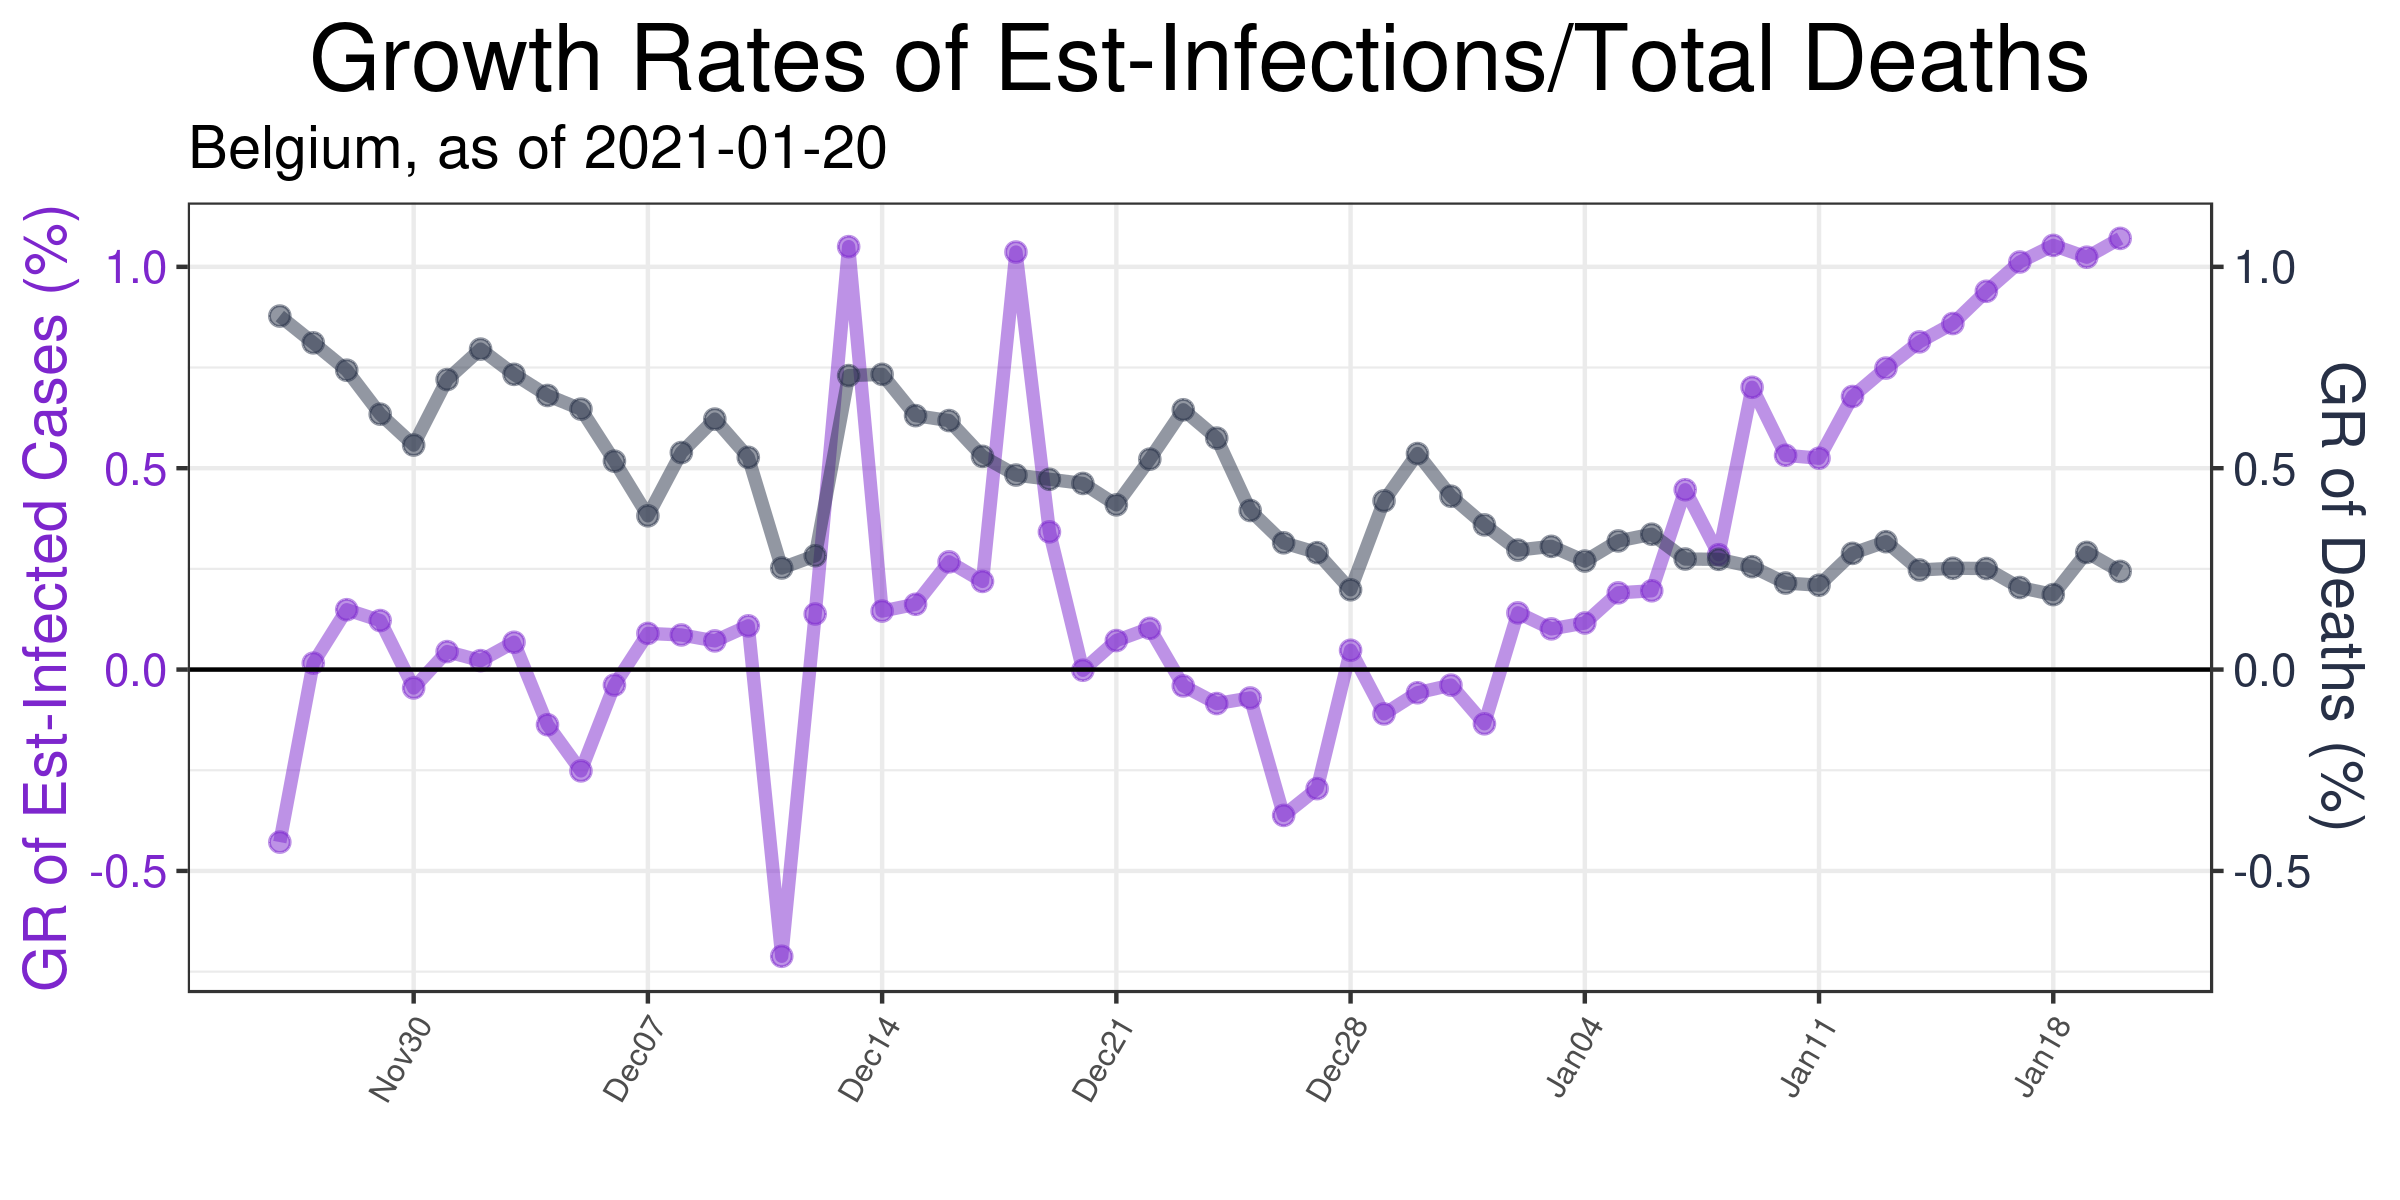 Growth Rates of Est-Infections/Total Deaths
Belgium, as of 2021-01-20
GR of Est-Infected Cases (%)
1.0
0.5
0.0
-0.5
1.0
0.5
0.0
-0.5
GR of Deaths (%)
Nov30
Dec07
Dec14
Dec21
Dec28
Jan04
Jan11
Jan18